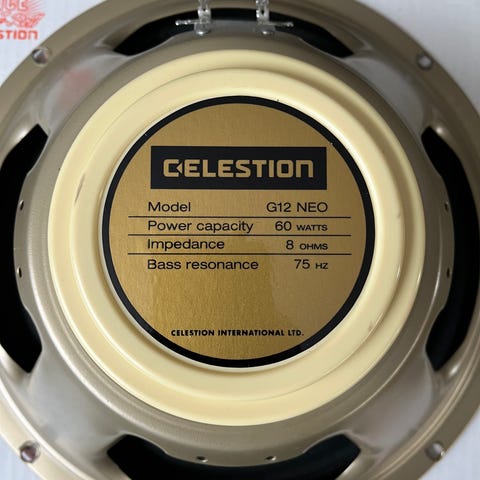 CELESTION
Model G12 NEO
Power capacity 60 WATTS
Impedance 8 OHMS
Bass resonance 75 HZ
CELESTION INTERNATIONAL LTD.